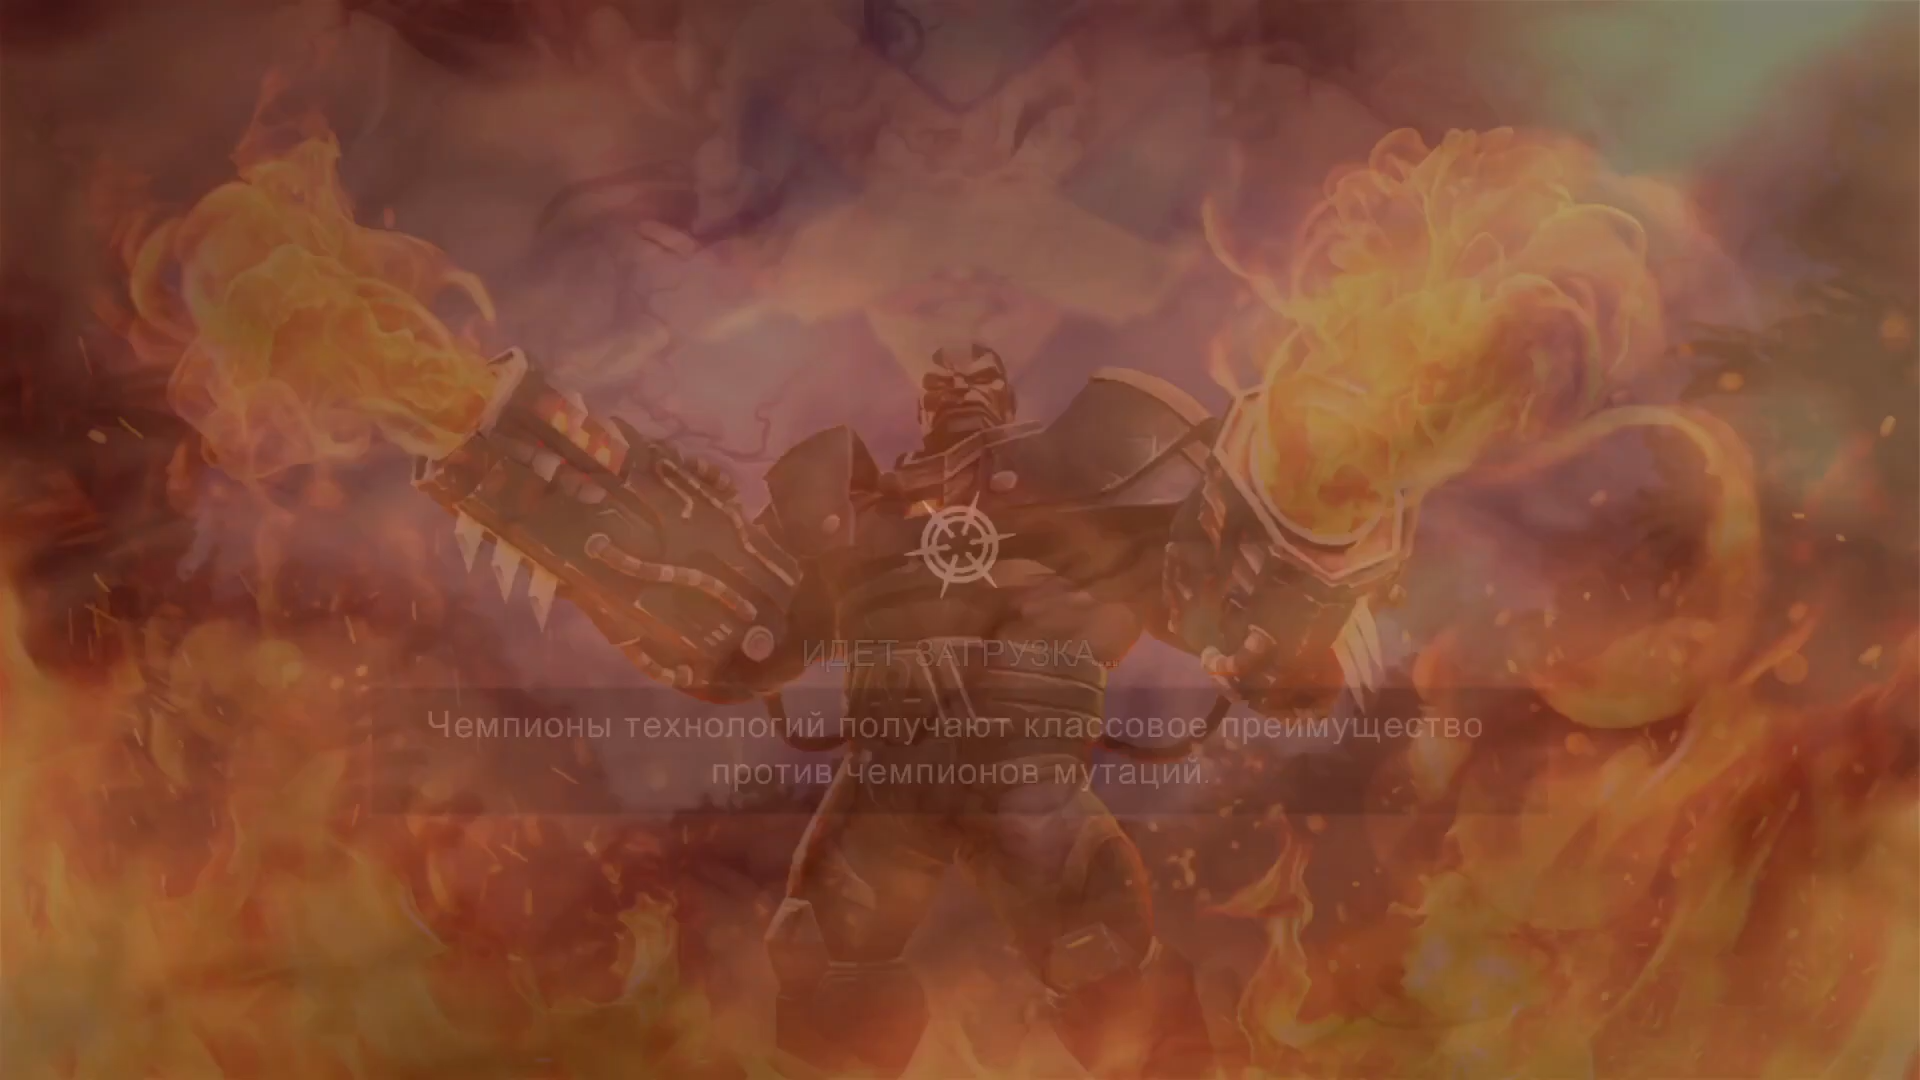 ИДЕТ ЗАГРУЗКА...
Чемпионы технологий получают классовое преимущество
против чемпионов мутаций.